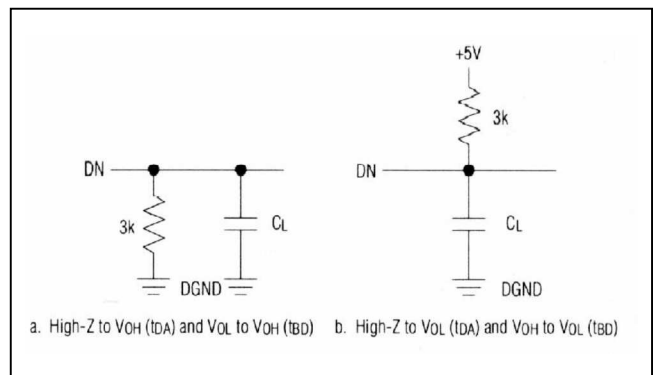 +5V
3k
DN
DN
3k
CL
CL
DGND
DGND
a. High-Z to VOH (tDA) and VOL to VOH (tBD)
b. High-Z to VOL (tDA) and VOH to VOL (tBD)